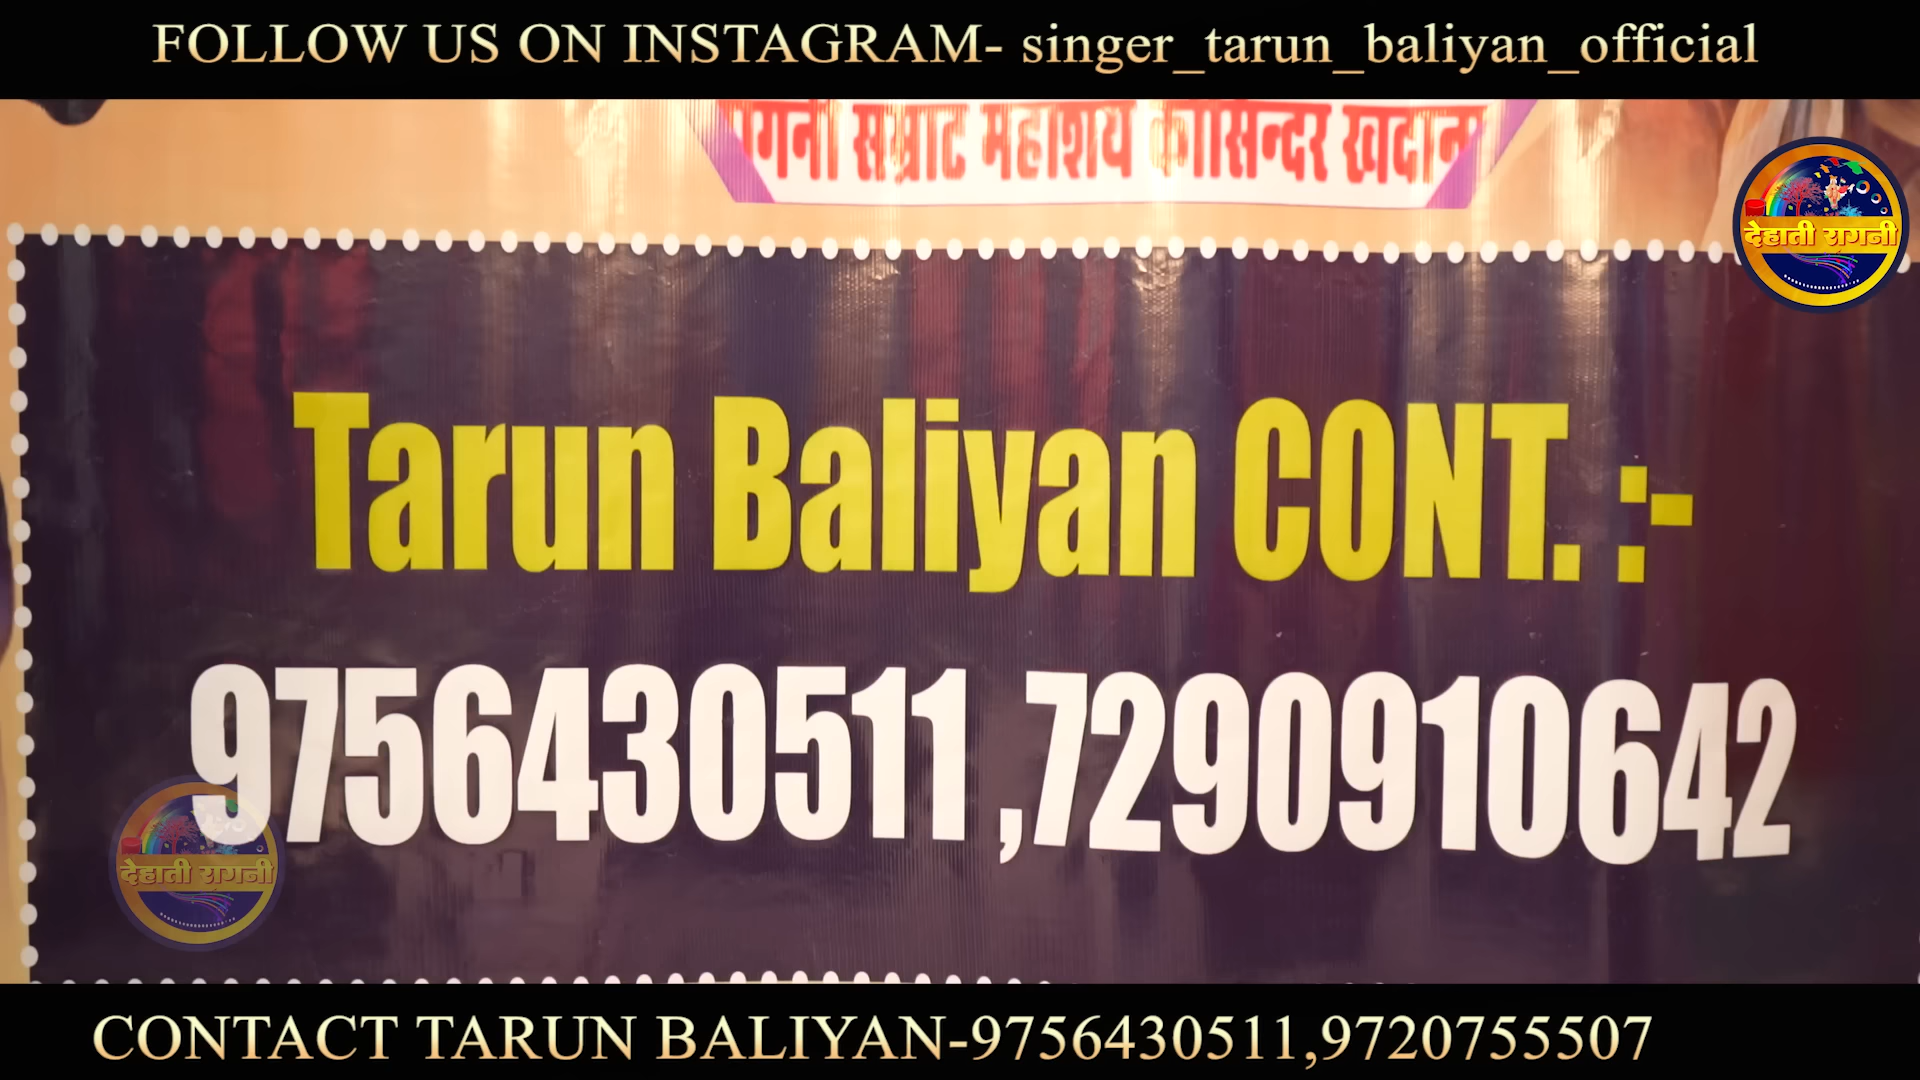 FOLLOW US ON INSTAGRAM- singer_tarun_baliyan_official
सम्राट महाशय
देहाती रागनी
Tarun Baliyan CONT. :-
9756430511 ,7290910642
देहाती रागनी
CONTACT TARUN BALIYAN-9756430511,9720755507